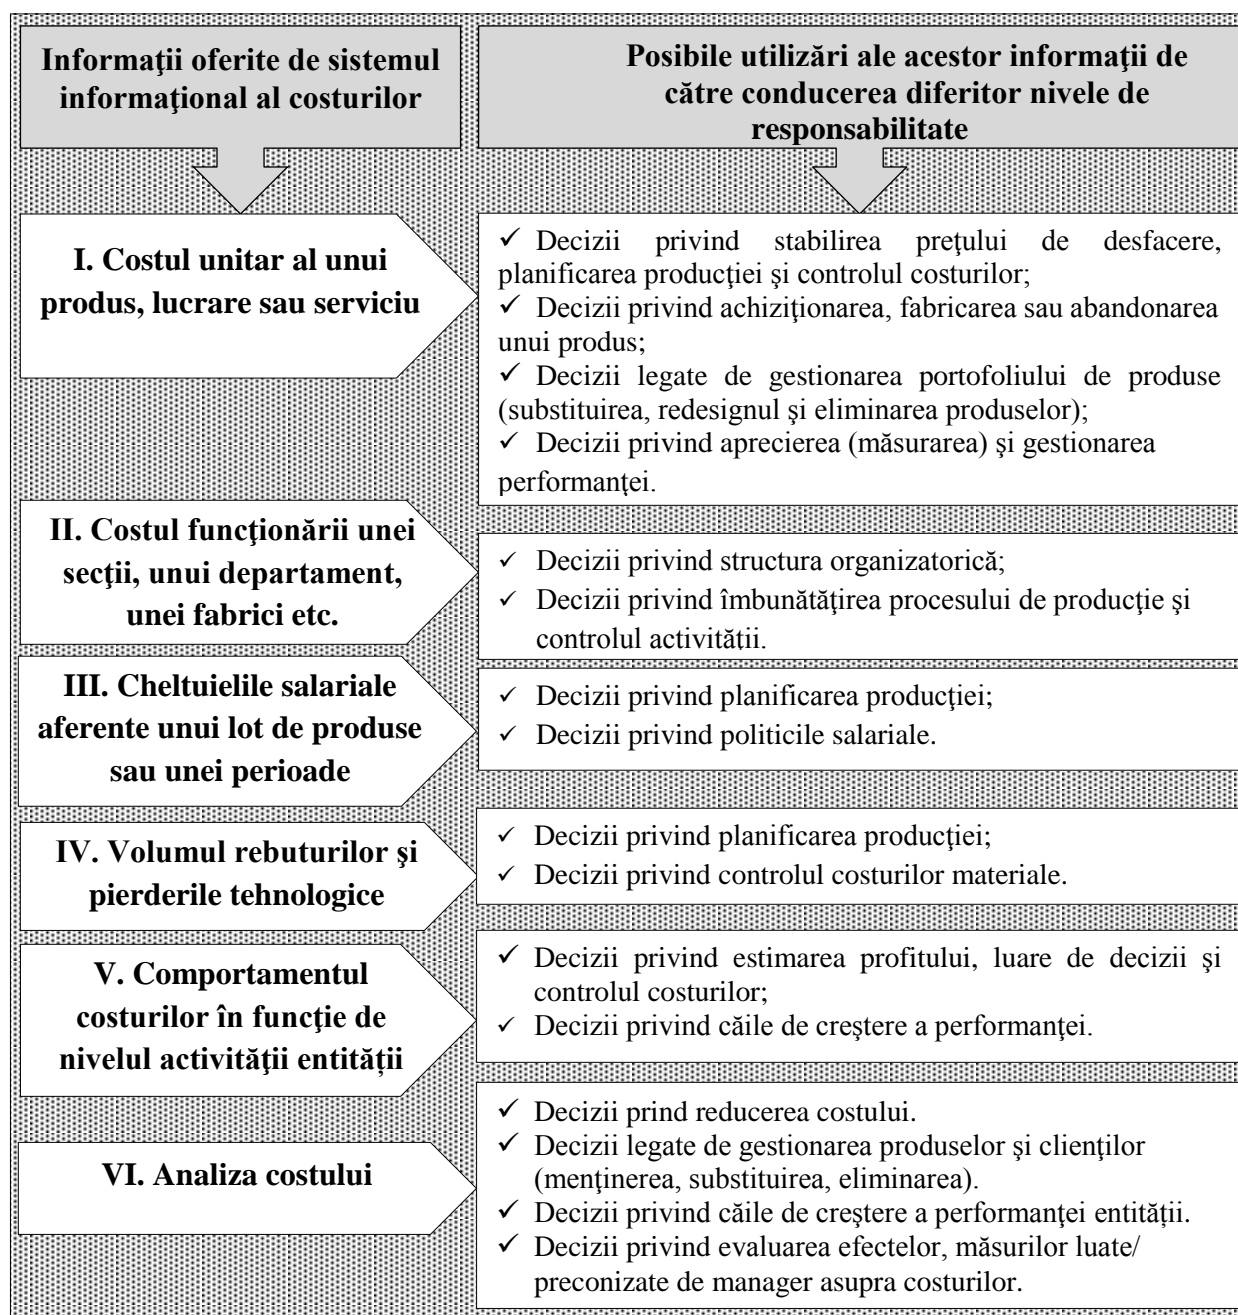 Informaţii oferite de sistemul
informaţional al costurilor
Posibile utilizări ale acestor informaţii de
către conducerea diferitor nivele de
responsabilitate
I. Costul unitar al unui
produs, lucrare sau serviciu
✓ Decizii privind stabilirea preţului de desfacere,
planificarea producţiei şi controlul costurilor;
✓ Decizii privind achiziţionarea, fabricarea sau abandonarea
unui produs;
✓ Decizii legate de gestionarea portofoliului de produse
(substituirea, redesignul şi eliminarea produselor);
✓ Decizii privind aprecierea (măsurarea) şi gestionarea
performanţei.
II. Costul funcţionării unei
secţii, unui departament,
unei fabrici etc.
✓ Decizii privind structura organizatorică;
✓ Decizii privind îmbunătăţirea procesului de producţie şi
controlul activităţii.
III. Cheltuielile salariale
aferente unui lot de produse
sau unei perioade
✓ Decizii privind planificarea producţiei;
✓ Decizii privind politicile salariale.
IV. Volumul rebuturilor şi
pierderile tehnologice
✓ Decizii privind planificarea producţiei;
✓ Decizii privind controlul costurilor materiale.
V. Comportamentul
costurilor în funcţie de
nivelul activităţii entității
✓ Decizii privind estimarea profitului, luare de decizii şi
controlul costurilor;
✓ Decizii privind căile de creştere a performanţei.
VI. Analiza costului
✓ Decizii prind reducerea costului.
✓ Decizii legate de gestionarea produselor şi clienţilor
(menţinerea, substituirea, eliminarea).
✓ Decizii privind căile de creştere a performanţei entității.
✓ Decizii privind evaluarea efectelor, măsurilor luate/
preconizate de manager asupra costurilor.